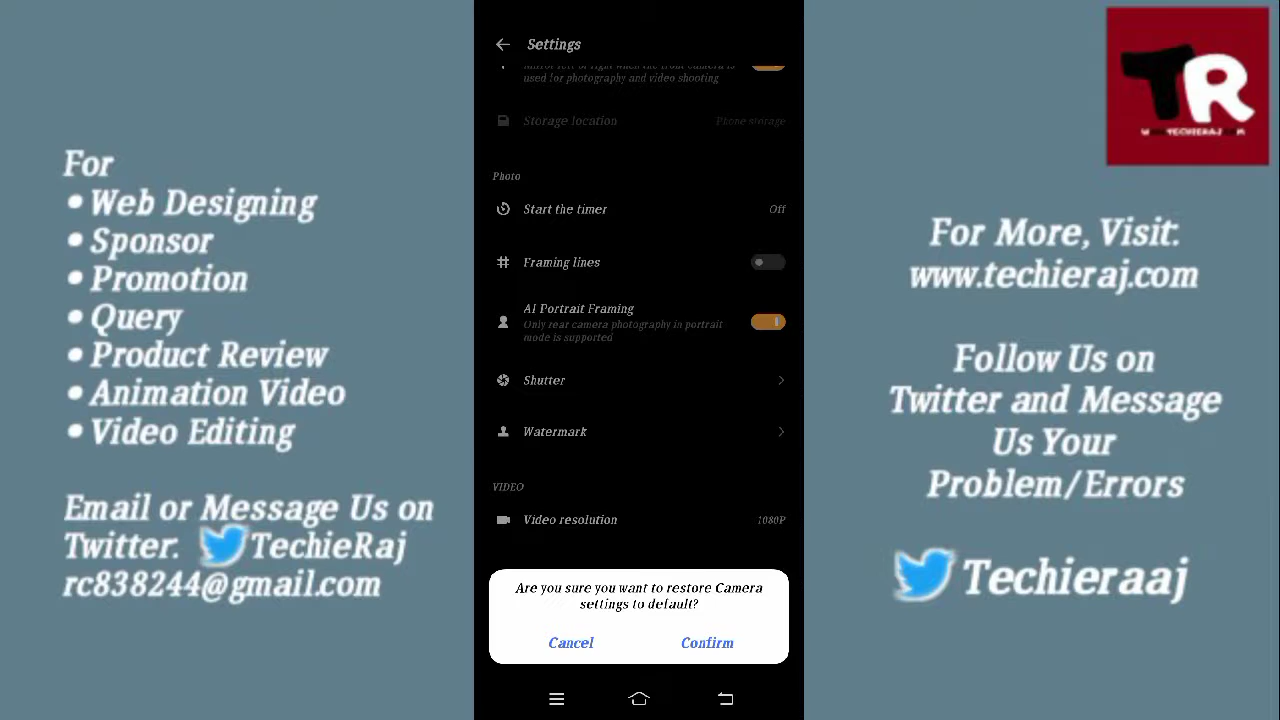 For
• Web Designing
• Sponsor
• Promotion
• Query
• Product Review
• Animation Video
• Video Editing
Email or Message Us on
Twitter. TechieRaj
rc838244@gmail.com
Settings
used for photography and video shooting
Storage location Phone storage
Photo
Start the timer Off
Framing lines
AI Portrait Framing
Only rear camera photography in portrait
mode is supported
Shutter
Watermark
VIDEO
Video resolution 1080P
Are you sure you want to restore Camera
settings to default?
Cancel Confirm
TR
For More, Visit:
www.techieraj.com
Follow Us on
Twitter and Message
Us Your
Problem/Errors
Techieraaj